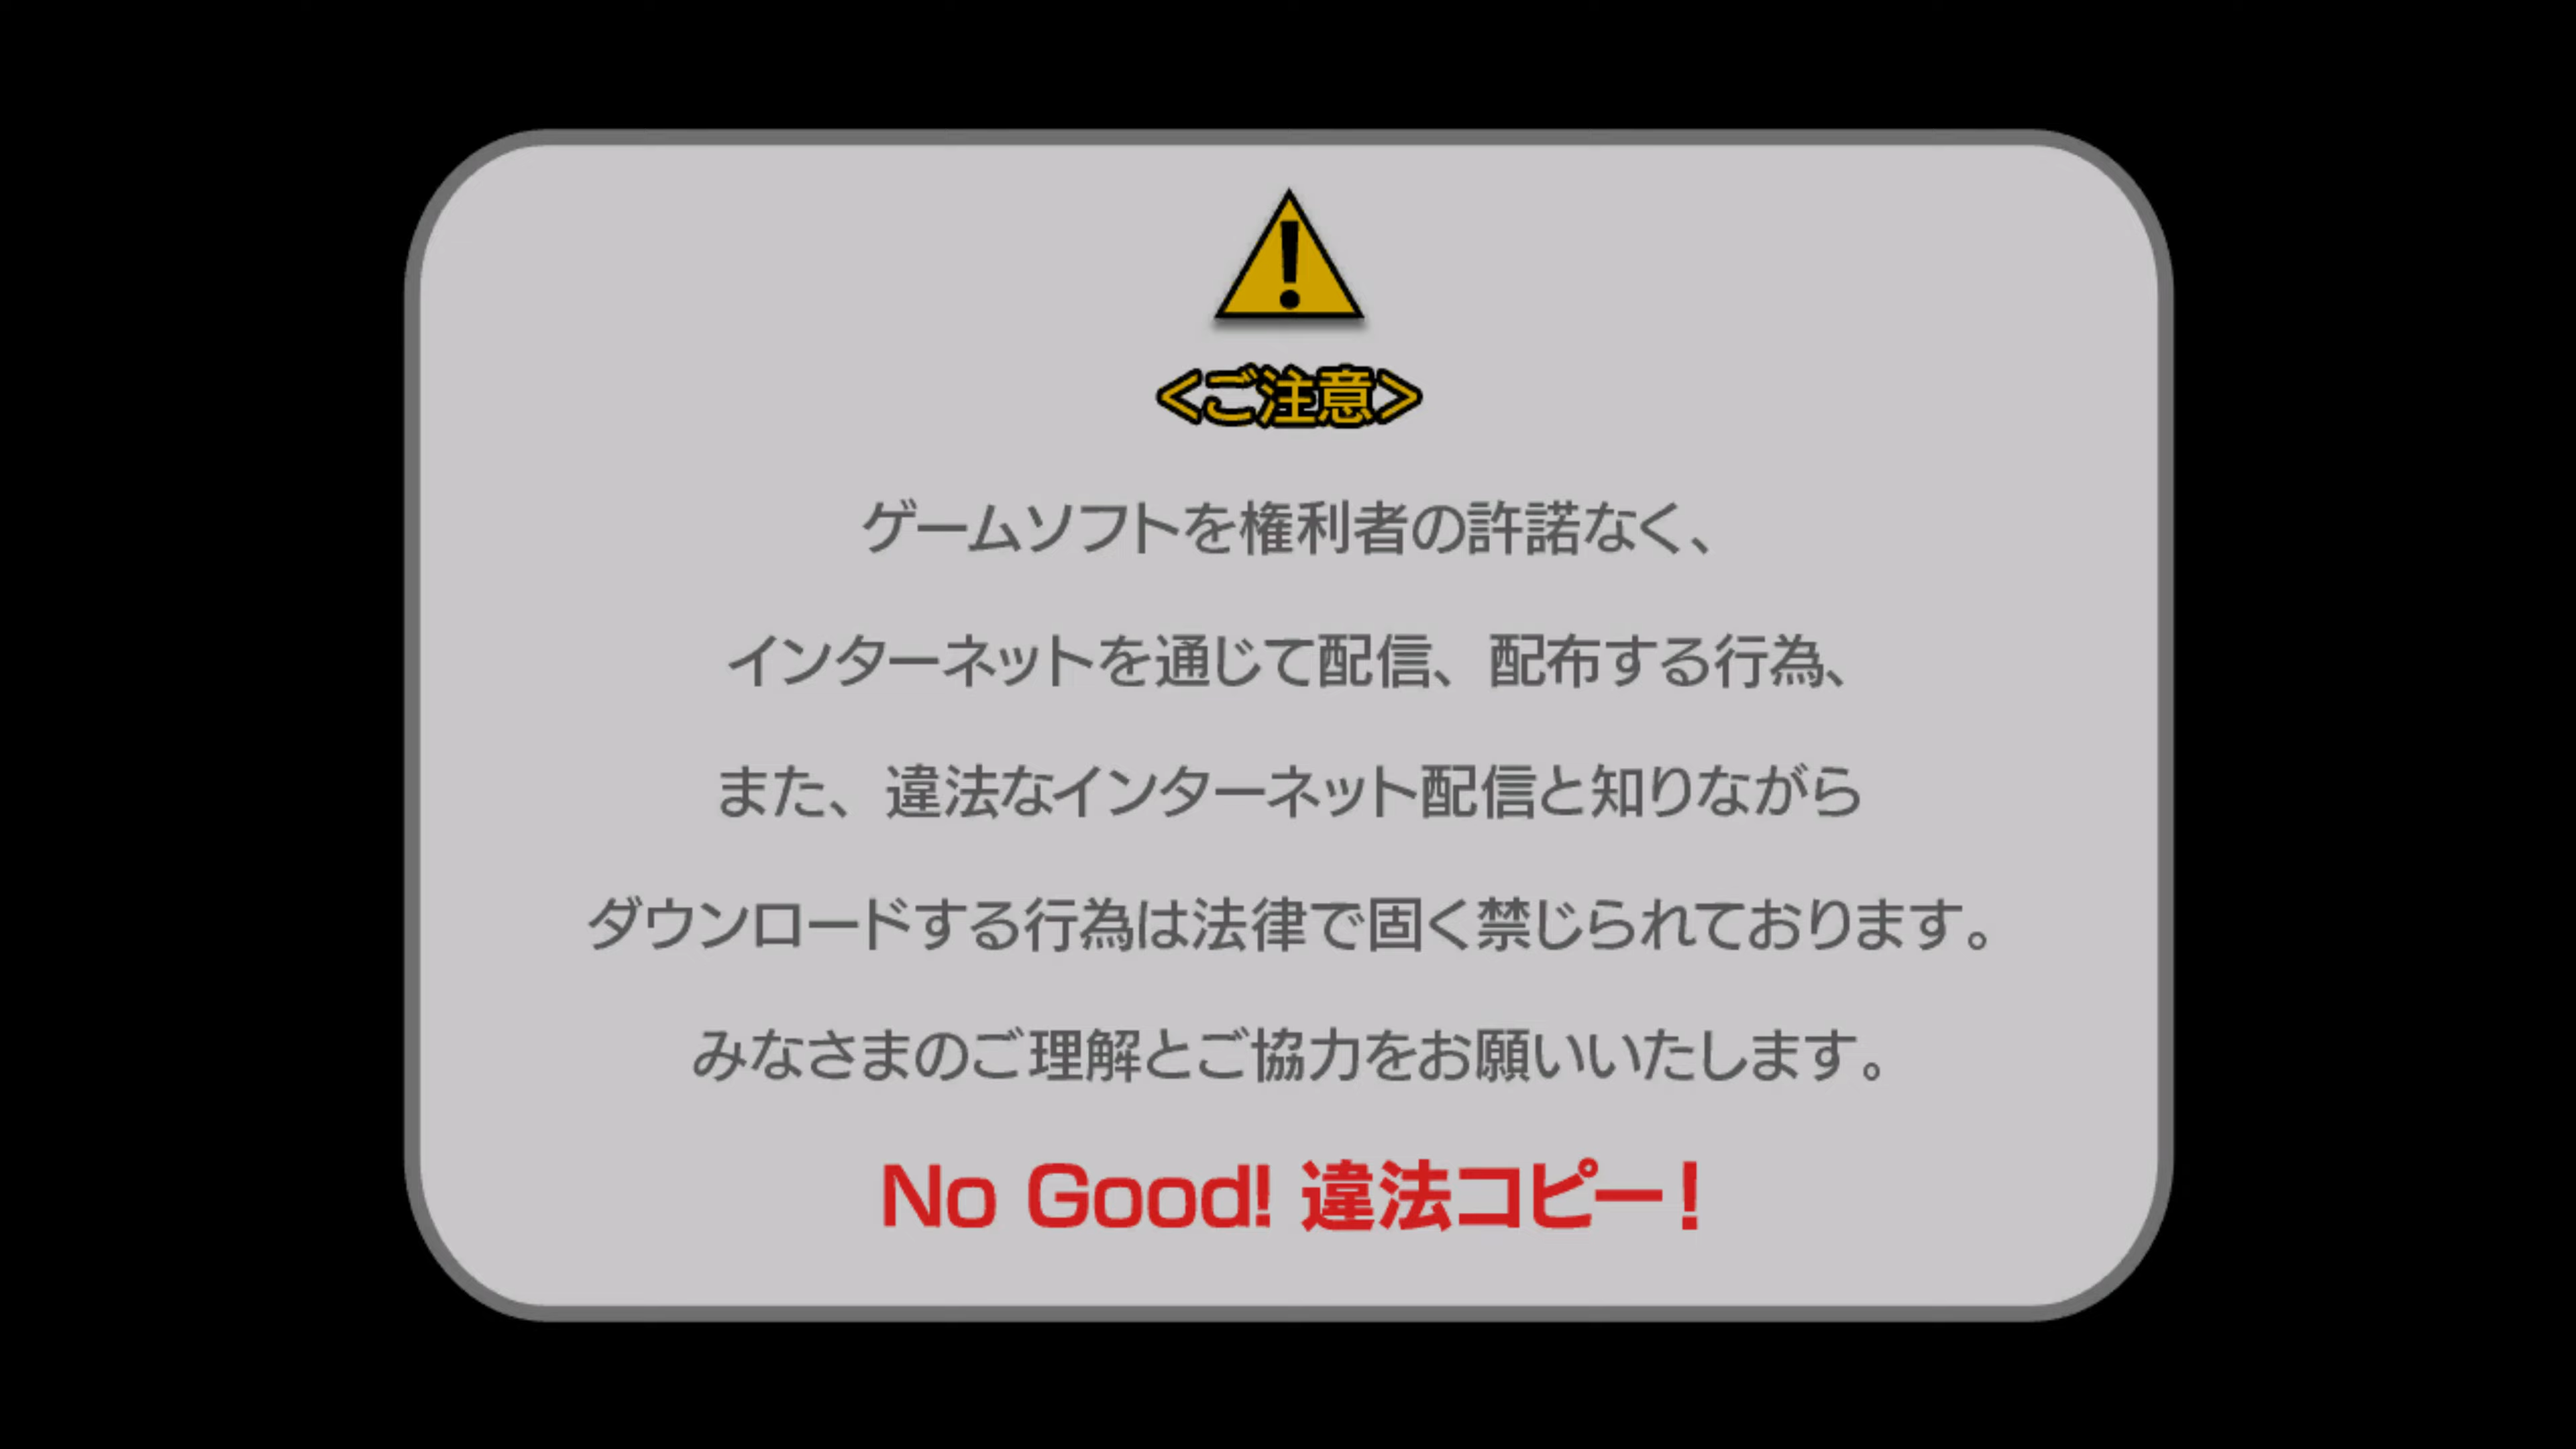 <ご注意>
ゲームソフトを権利者の許諾なく、
インターネットを通じて配信、配布する行為、
また、違法なインターネット配信と知りながら
ダウンロードする行為は法律で固く禁じられております。
みなさまのご理解とご協力をお願いいたします。
No Good! 違法コピー!